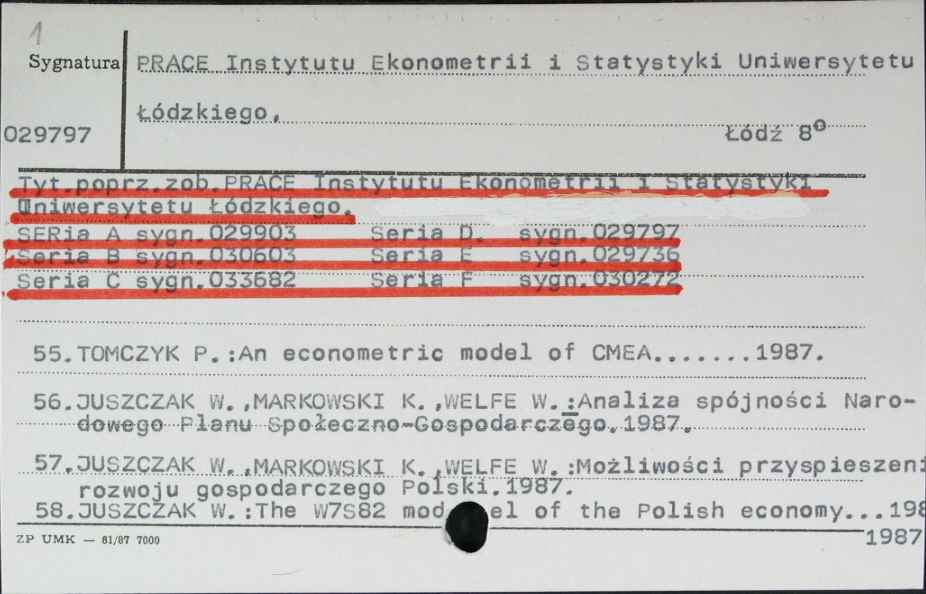 1
Sygnatura PRACE Instytutu Ekonometrii i Statystyki Uniwersytetu
Łódzkiego,
029797 Łódź 8º
Tyt.poprz.zob.PRACE Instytutu Ekonometrii i Statystyki
Uniwersytetu Łódzkiego.
SERia A sygn.029903 Seria D. sygn.029797
Seria B sygn.030603 Seria E sygn.029736
Seria C sygn.033682 Seria F sygn.030272
55.TOMCZYK P.:An econometric model of CMEA.......1987.
56.JUSZCZAK W.,MARKOWSKI K.,WELFE W.:Analiza spójności Naro-
dowego Planu Społeczno-Gospodarczego.1987.
57.JUSZCZAK W.,MARKOWSKI K.,WELFE W.:Możliwości przyspieszeni
rozwoju gospodarczego Polski.1987.
58.JUSZCZAK W.:The W7S82 mod el of the Polish economy...198
ZP UMK — 81/87 7000 1987